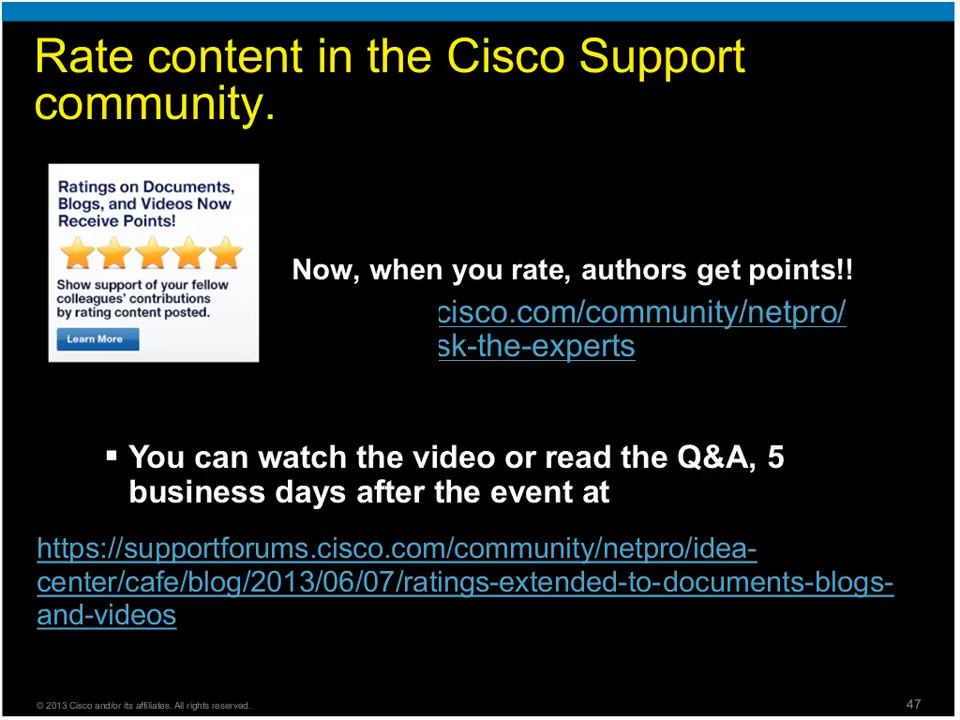 Rate content in the Cisco Support
community.
Ratings on Documents,
Blogs, and Videos Now
Receive Points!
Show support of your fellow
colleagues' contributions
by rating content posted.
Learn More
Now, when you rate, authors get points!!
cisco.com/community/netpro/
sk-the-experts
▪ You can watch the video or read the Q&A, 5
business days after the event at
https://supportforums.cisco.com/community/netpro/idea-
center/cafe/blog/2013/06/07/ratings-extended-to-documents-blogs-
and-videos
© 2013 Cisco and/or its affiliates. All rights reserved.
47